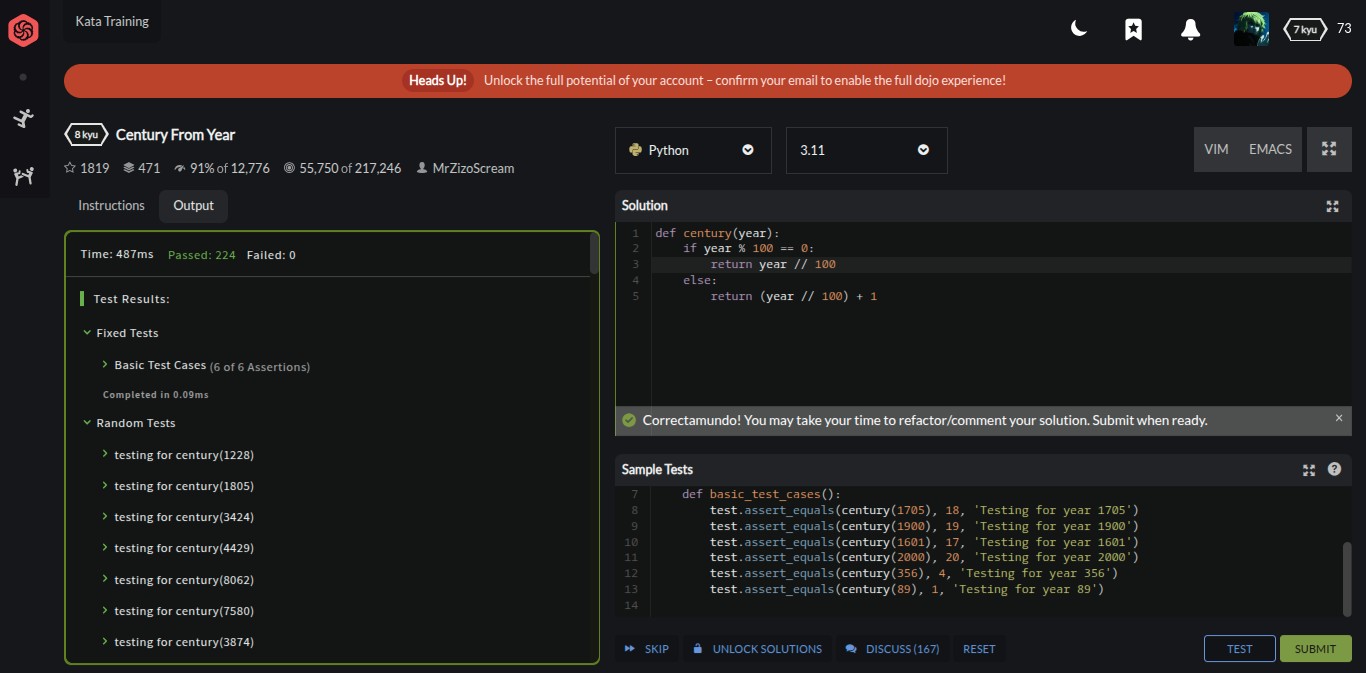 Kata Training
7 kyu 73
Heads Up! Unlock the full potential of your account – confirm your email to enable the full dojo experience!
8 kyu Century From Year
1819 471 91% of 12,776 55,750 of 217,246 MrZizoScream
Instructions Output
Time: 487ms Passed: 224 Failed: 0
Test Results:
Fixed Tests
Basic Test Cases (6 of 6 Assertions)
Completed in 0.09ms
Random Tests
testing for century(1228)
testing for century(1805)
testing for century(3424)
testing for century(4429)
testing for century(8062)
testing for century(7580)
testing for century(3874)
Python 3.11 VIM EMACS
Solution
1 def century(year):
2 if year % 100 == 0:
3 return year // 100
4 else:
5 return (year // 100) + 1
Correctamundo! You may take your time to refactor/comment your solution. Submit when ready. ×
Sample Tests ?
7 def basic_test_cases():
8 test.assert_equals(century(1705), 18, 'Testing for year 1705')
9 test.assert_equals(century(1900), 19, 'Testing for year 1900')
10 test.assert_equals(century(1601), 17, 'Testing for year 1601')
11 test.assert_equals(century(2000), 20, 'Testing for year 2000')
12 test.assert_equals(century(356), 4, 'Testing for year 356')
13 test.assert_equals(century(89), 1, 'Testing for year 89')
14
SKIP UNLOCK SOLUTIONS DISCUSS (167) RESET TEST SUBMIT